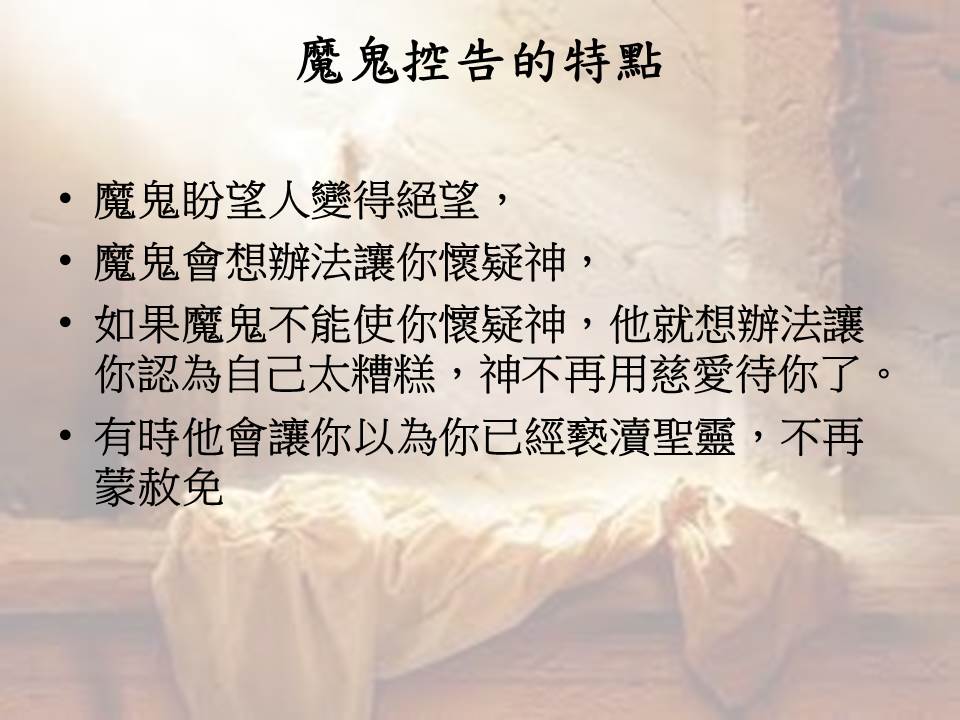 魔鬼控告的特點
• 魔鬼盼望人變得絕望，
• 魔鬼會想辦法讓你懷疑神，
• 如果魔鬼不能使你懷疑神，他就想辦法讓
你認為自己太糟糕，神不再用慈愛待你了。
• 有時他會讓你以為你已經褻瀆聖靈，不再
蒙赦免